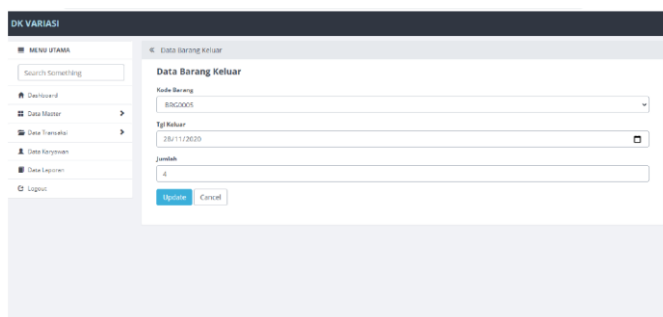 DK VARIASI
MENU UTAMA
Search Something
Dashboard
Data Master
Data Transaksi
Data Karyawan
Data Laporan
Logout
Data Barang Keluar
Data Barang Keluar
Kode Barang
BRG0005
Tgl Keluar
28/11/2020
Jumlah
4
Update Cancel